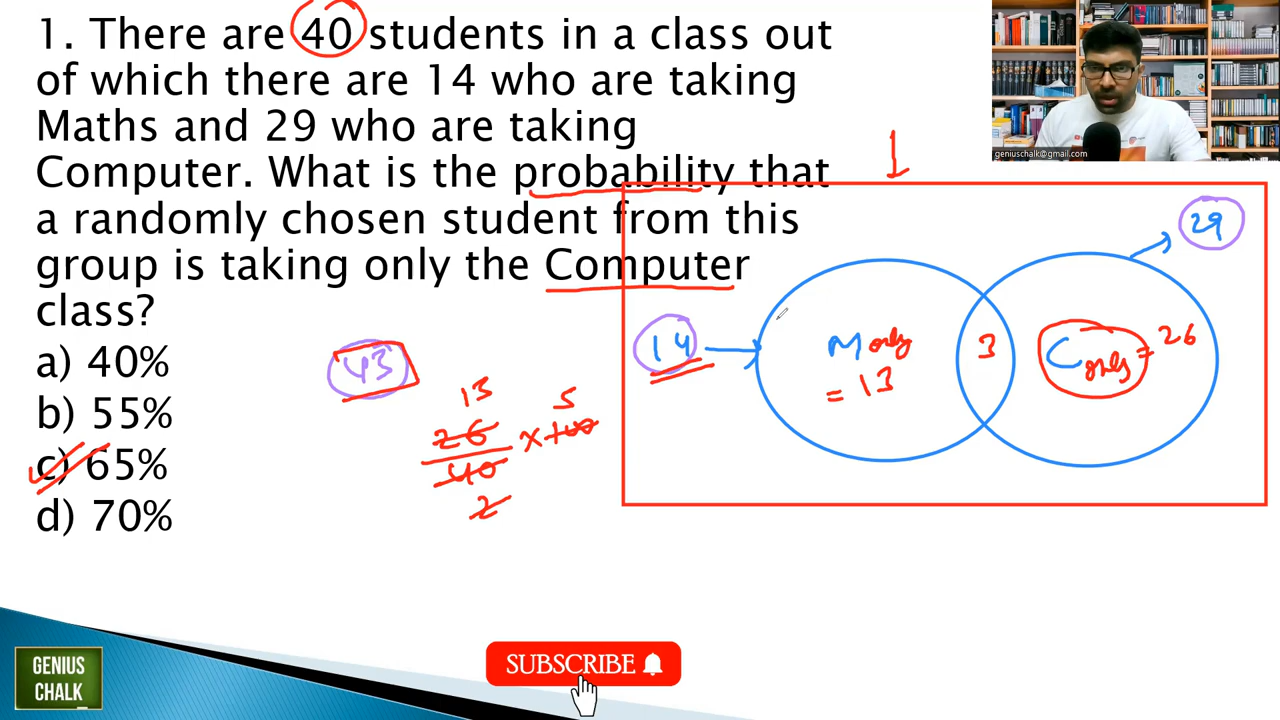 1. There are 40 students in a class out
of which there are 14 who are taking
Maths and 29 who are taking
Computer. What is the probability that
a randomly chosen student from this
group is taking only the Computer
class?
a) 40%
b) 55%
c) 65%
d) 70%
43
13 5
26 × 100
40
2
1
29
14
M only
= 13
3
C only = 26
geniuschalk@gmail.com
GENIUS
CHALK
SUBSCRIBE